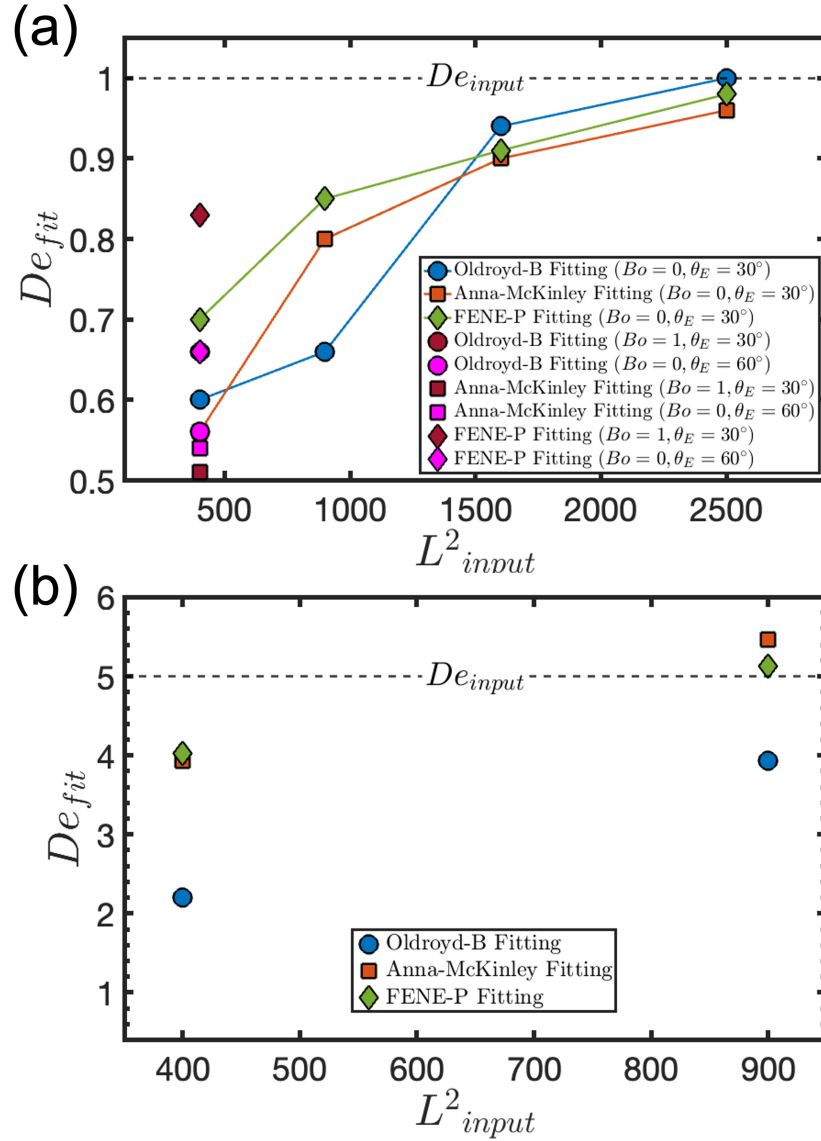 (a)
1
0.9
0.8
0.7
0.6
0.5
De_fit
De_input
Oldroyd-B Fitting (Bo = 0, θ_E = 30°)
Anna-McKinley Fitting (Bo = 0, θ_E = 30°)
FENE-P Fitting (Bo = 0, θ_E = 30°)
Oldroyd-B Fitting (Bo = 1, θ_E = 30°)
Oldroyd-B Fitting (Bo = 0, θ_E = 60°)
Anna-McKinley Fitting (Bo = 1, θ_E = 30°)
Anna-McKinley Fitting (Bo = 0, θ_E = 60°)
FENE-P Fitting (Bo = 1, θ_E = 30°)
FENE-P Fitting (Bo = 0, θ_E = 60°)
500 1000 1500 2000 2500
L²_input
(b)
6
5
4
3
2
1
De_fit
De_input
Oldroyd-B Fitting
Anna-McKinley Fitting
FENE-P Fitting
400 500 600 700 800 900
L²_input